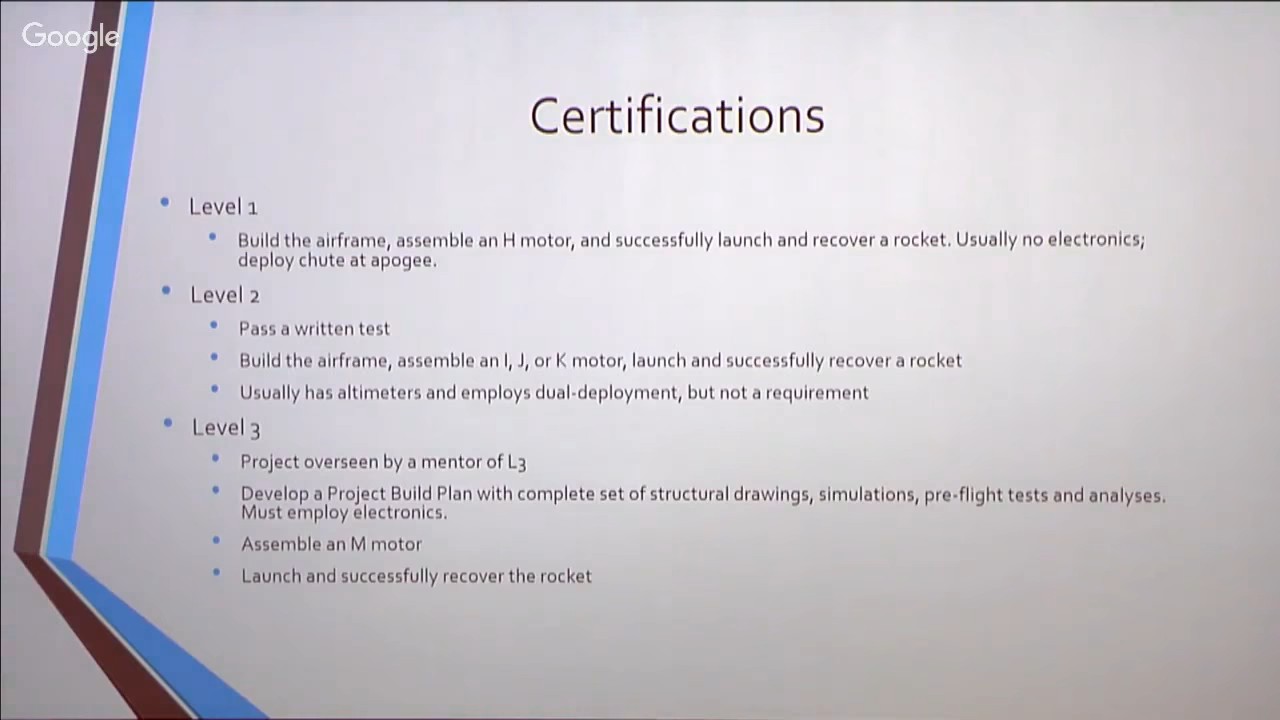 Google
Certifications
• Level 1
• Build the airframe, assemble an H motor, and successfully launch and recover a rocket. Usually no electronics;
deploy chute at apogee.
• Level 2
• Pass a written test
• Build the airframe, assemble an I, J, or K motor, launch and successfully recover a rocket
• Usually has altimeters and employs dual-deployment, but not a requirement
• Level 3
• Project overseen by a mentor of L3
• Develop a Project Build Plan with complete set of structural drawings, simulations, pre-flight tests and analyses.
Must employ electronics.
• Assemble an M motor
• Launch and successfully recover the rocket